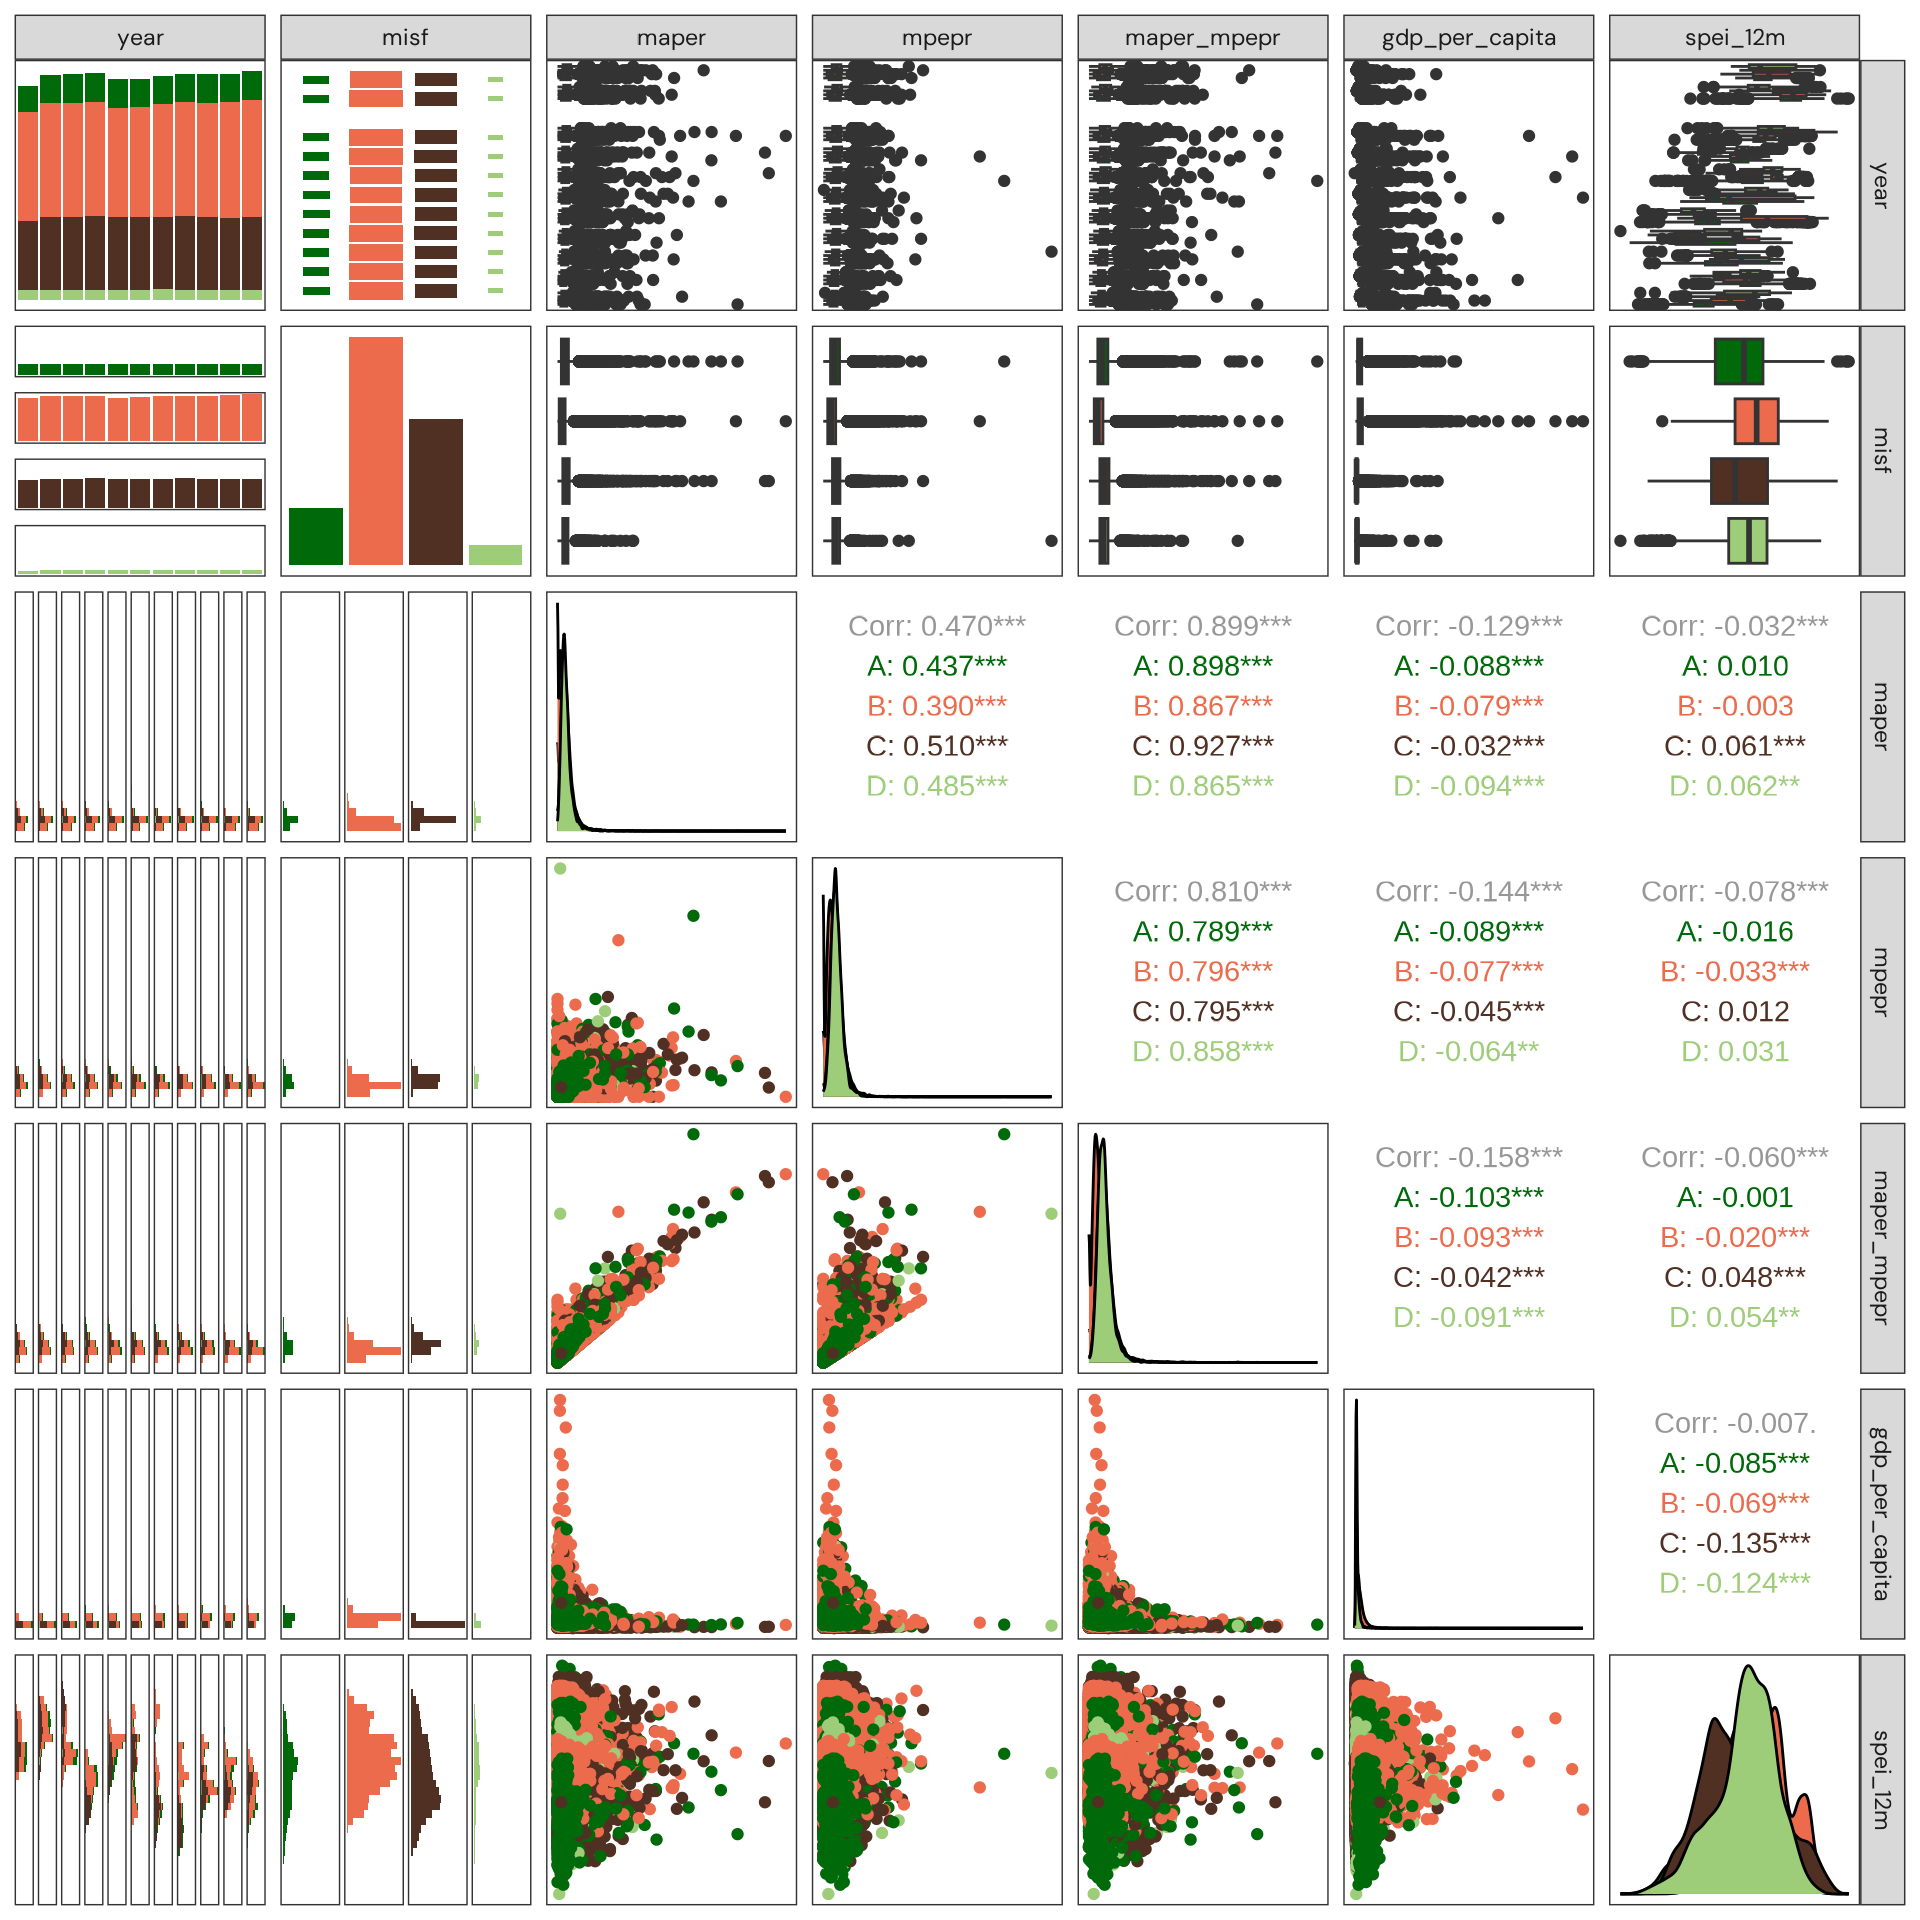 year
misf
maper
mpepr
maper_mpepr
gdp_per_capita
spei_12m
year
misf
Corr: 0.470***
A: 0.437***
B: 0.390***
C: 0.510***
D: 0.485***
Corr: 0.899***
A: 0.898***
B: 0.867***
C: 0.927***
D: 0.865***
Corr: -0.129***
A: -0.088***
B: -0.079***
C: -0.032***
D: -0.094***
Corr: -0.032***
A: 0.010
B: -0.003
C: 0.061***
D: 0.062**
maper
Corr: 0.810***
A: 0.789***
B: 0.796***
C: 0.795***
D: 0.858***
Corr: -0.144***
A: -0.089***
B: -0.077***
C: -0.045***
D: -0.064**
Corr: -0.078***
A: -0.016
B: -0.033***
C: 0.012
D: 0.031
mpepr
Corr: -0.158***
A: -0.103***
B: -0.093***
C: -0.042***
D: -0.091***
Corr: -0.060***
A: -0.001
B: -0.020***
C: 0.048***
D: 0.054**
maper_mpepr
Corr: -0.007.
A: -0.085***
B: -0.069***
C: -0.135***
D: -0.124***
gdp_per_capita
spei_12m